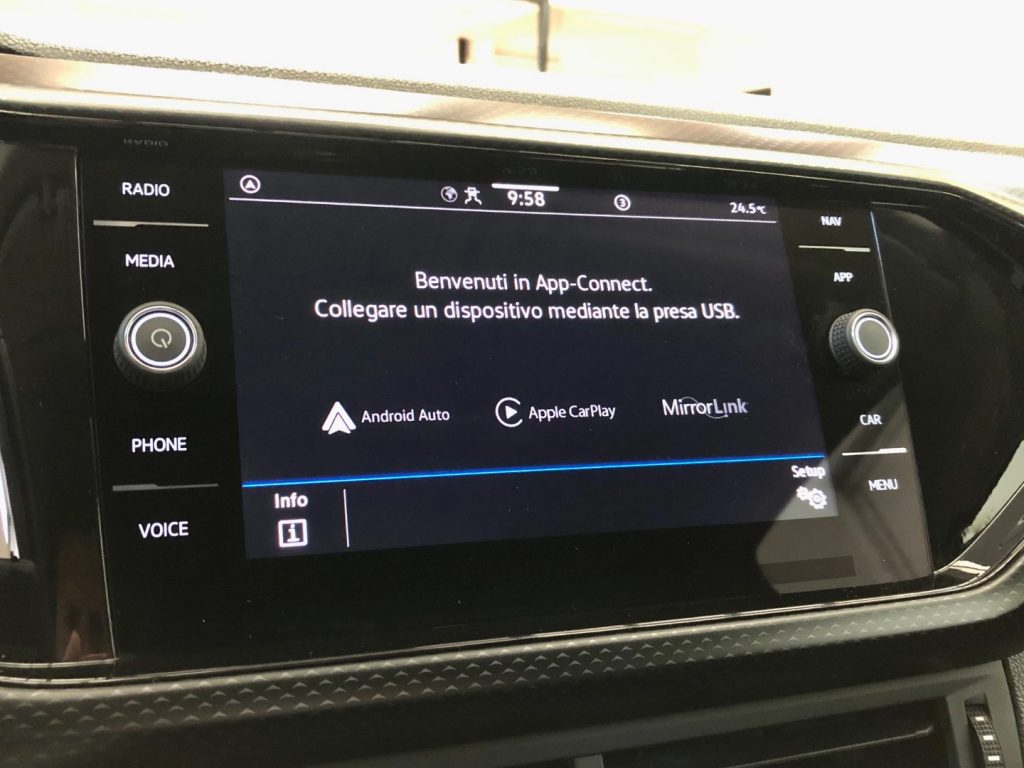 RADIO
MEDIA
PHONE
VOICE
9:58
3
24.5°C
Benvenuti in App-Connect.
Collegare un dispositivo mediante la presa USB.
Android Auto
Apple CarPlay
MirrorLink
Info
i
Setup
NAV
APP
CAR
MENU